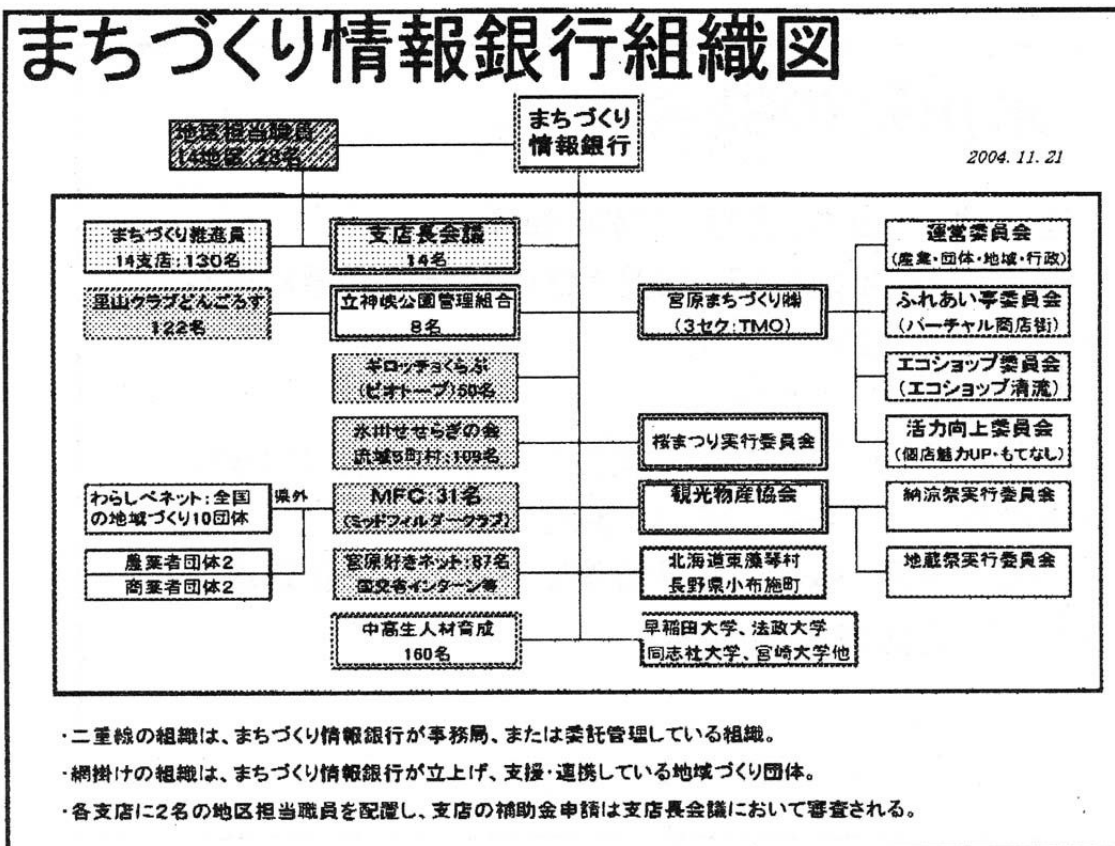 まちづくり情報銀行組織図
地区担当職員
14地区 28名
まちづくり
情報銀行
2004.11.21
まちづくり推進員
14支店:130名
支店長会議
14名
運営委員会
(産業・団体・地域・行政)
里山クラブどんごろす
122名
立神峡公園管理組合
8名
宮原まちづくり㈱
(3セク:TMO)
ふれあい亭委員会
(バーチャル商店街)
ギロッチョくらぶ
(ビオトープ)50名
エコショップ委員会
(エコショップ清流)
氷川せせらぎの会
流域5町村:109名
桜まつり実行委員会
活力向上委員会
(個店魅力UP・もてなし)
わらしべネット:全国
の地域づくり10団体
県外
MFC:31名
(ミッドフィルダークラブ)
観光物産協会
納涼祭実行委員会
農業者団体2
商業者団体2
宮原好きネット:87名
国交省インターン等
北海道東藻琴村
長野県小布施町
地蔵祭実行委員会
中高生人材育成
160名
早稲田大学、法政大学
同志社大学、宮崎大学他
・二重線の組織は、まちづくり情報銀行が事務局、または委託管理している組織。
・網掛けの組織は、まちづくり情報銀行が立上げ、支援・連携している地域づくり団体。
・各支店に2名の地区担当職員を配置し、支店の補助金申請は支店長会議において審査される。